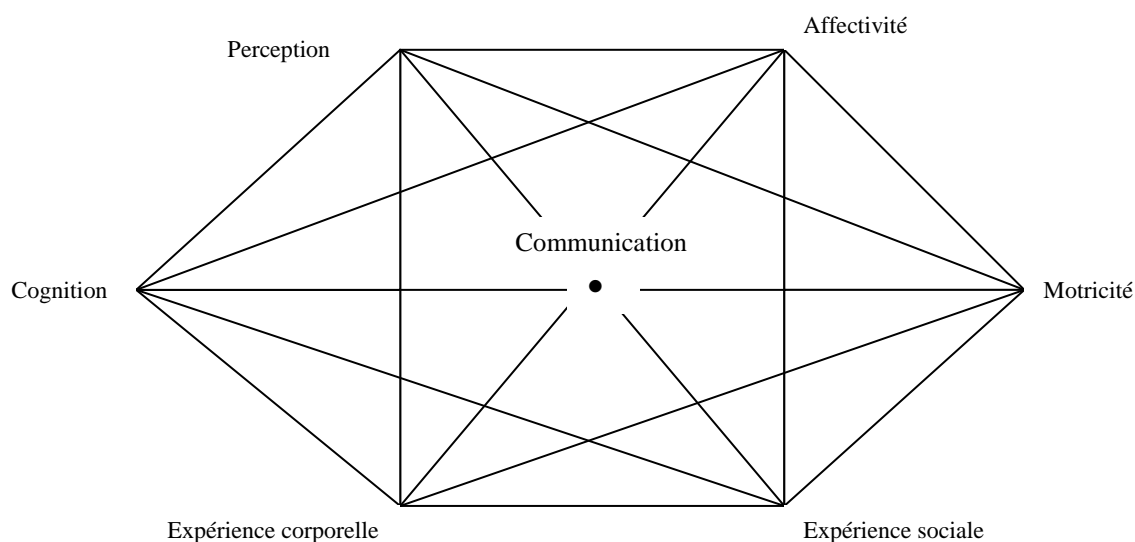 Affectivité
Perception
Communication
Cognition
Motricité
Expérience corporelle
Expérience sociale